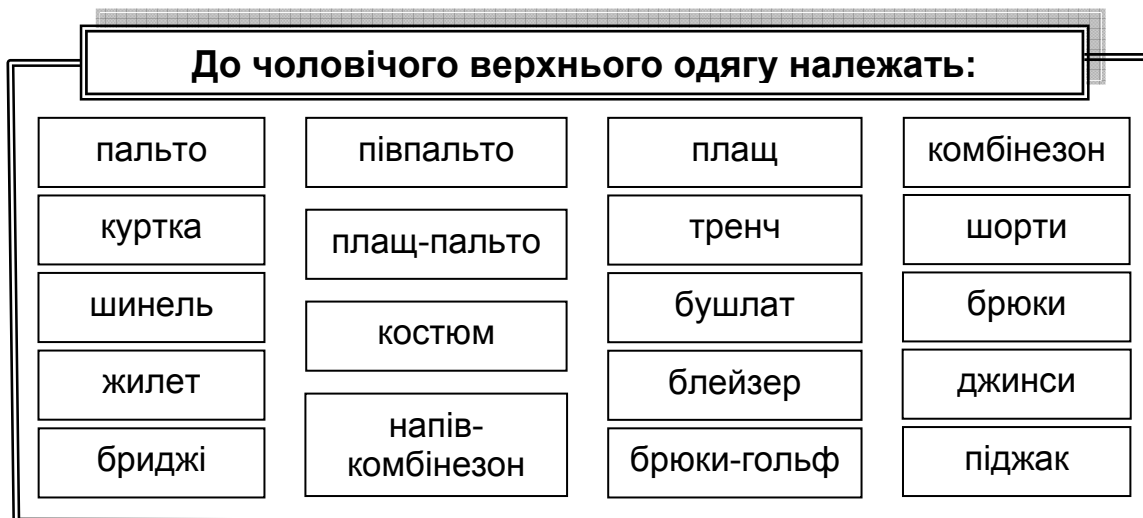 До чоловічого верхнього одягу належать:
пальто
куртка
шинель
жилет
бриджі
півпальто
плащ-пальто
костюм
напів-
комбінезон
плащ
тренч
бушлат
блейзер
брюки-гольф
комбінезон
шорти
брюки
джинси
піджак